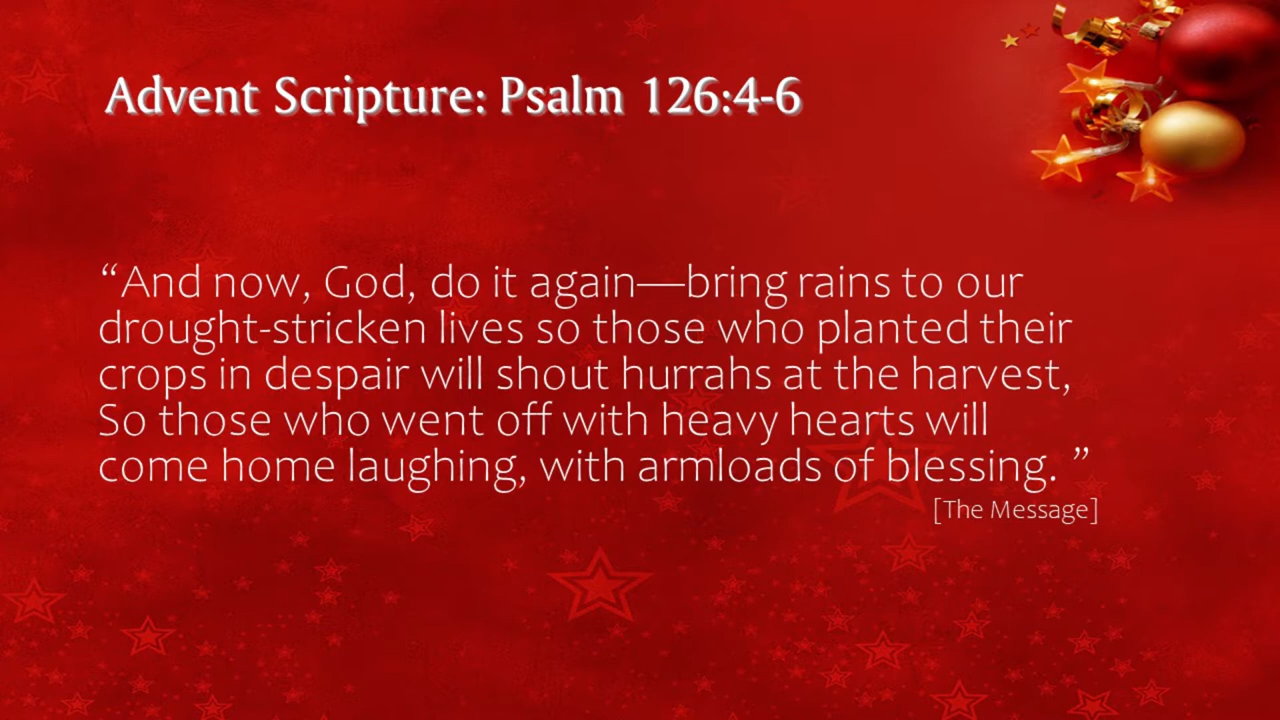 Advent Scripture: Psalm 126:4-6
“And now, God, do it again—bring rains to our
drought-stricken lives so those who planted their
crops in despair will shout hurrahs at the harvest,
So those who went off with heavy hearts will
come home laughing, with armloads of blessing. ”
[The Message]